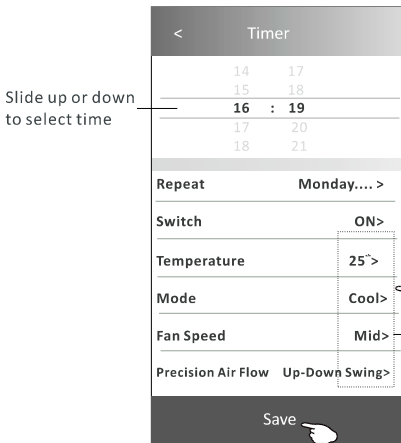 < Timer
14 17
15 18
Slide up or down
to select time
16 : 19
17 20
18 21
Repeat Monday.... >
Switch ON>
Temperature 25 >
Mode Cool>
Fan Speed Mid>
Precision Air Flow Up-Down Swing>
Save